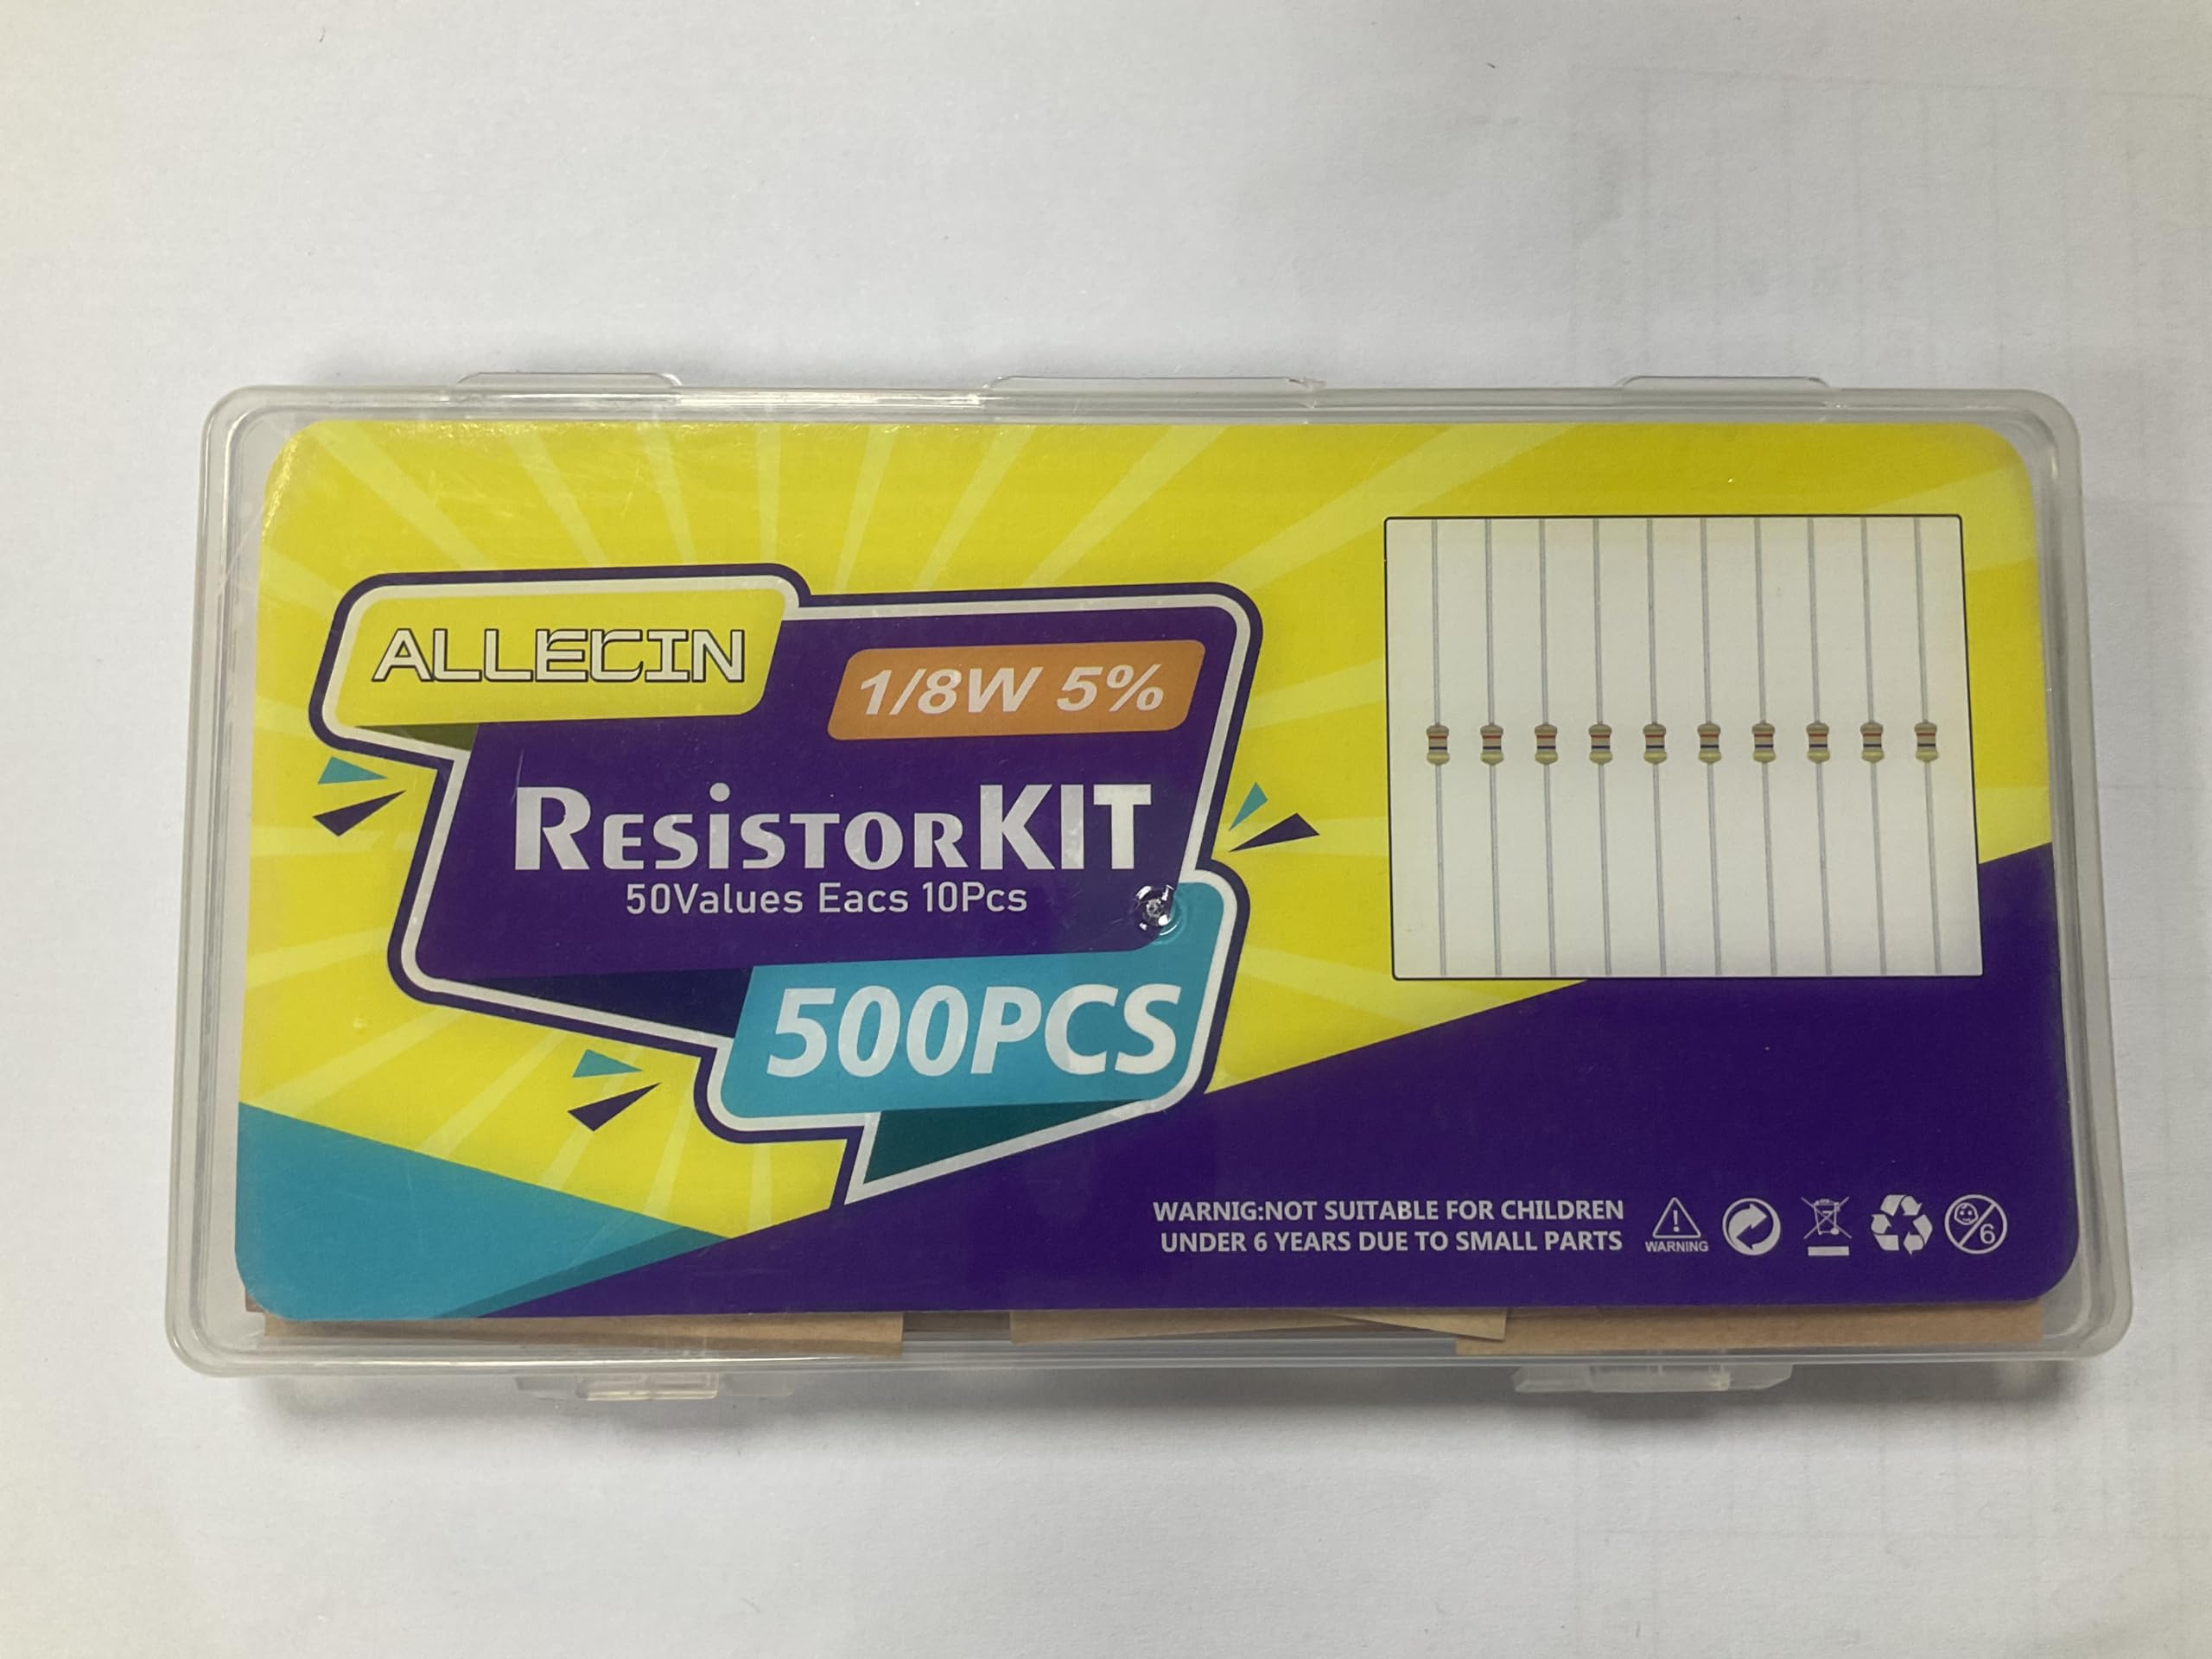 ALLECIN
1/8W 5%
RESiSTORKIT
50Values Eacs 10Pcs
500PCS
WARNIG:NOT SUITABLE FOR CHILDREN
UNDER 6 YEARS DUE TO SMALL PARTS
WARNING
6